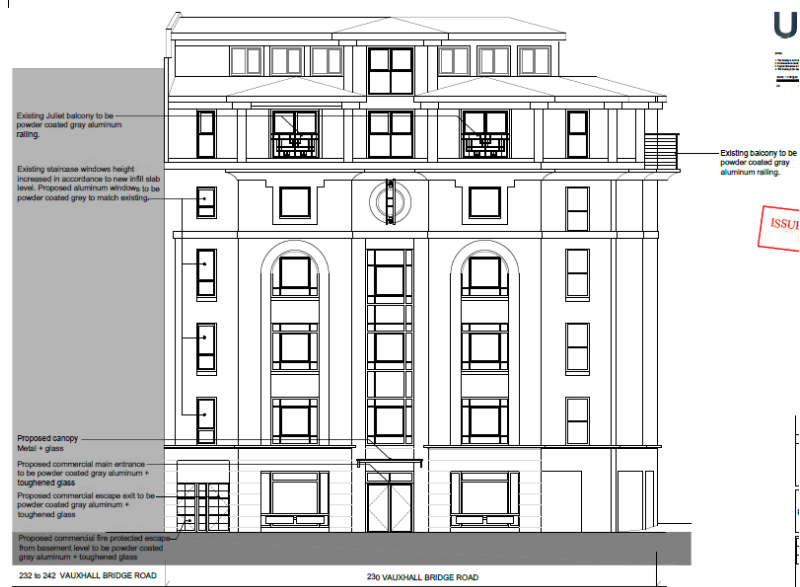 U
Existing Juliet balcony to be
powder coated gray aluminum
railing.
Existing balcony to be
powder coated gray
aluminum railing.
Existing staircase windows height
increased in accordance to new infill slab
level. Proposed aluminum windows to be
powder coated grey to match existing.
ISSUE
Proposed canopy
Metal + glass
Proposed commercial main entrance
to be powder coated gray aluminum +
toughened glass
Proposed commercial escape exit to be
powder coated gray aluminum +
toughened glass
Proposed commercial fire protected escape
from basement level to be powder coated
gray aluminum + toughened glass
232 to 242 VAUXHALL BRIDGE ROAD
230 VAUXHALL BRIDGE ROAD